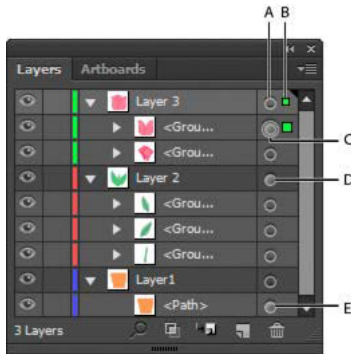 A B
Layers Artboards
Layer 3
<Grou...
C
<Grou...
Layer 2
D
<Grou...
<Grou...
<Grou...
Layer1
<Path>
E
3 Layers